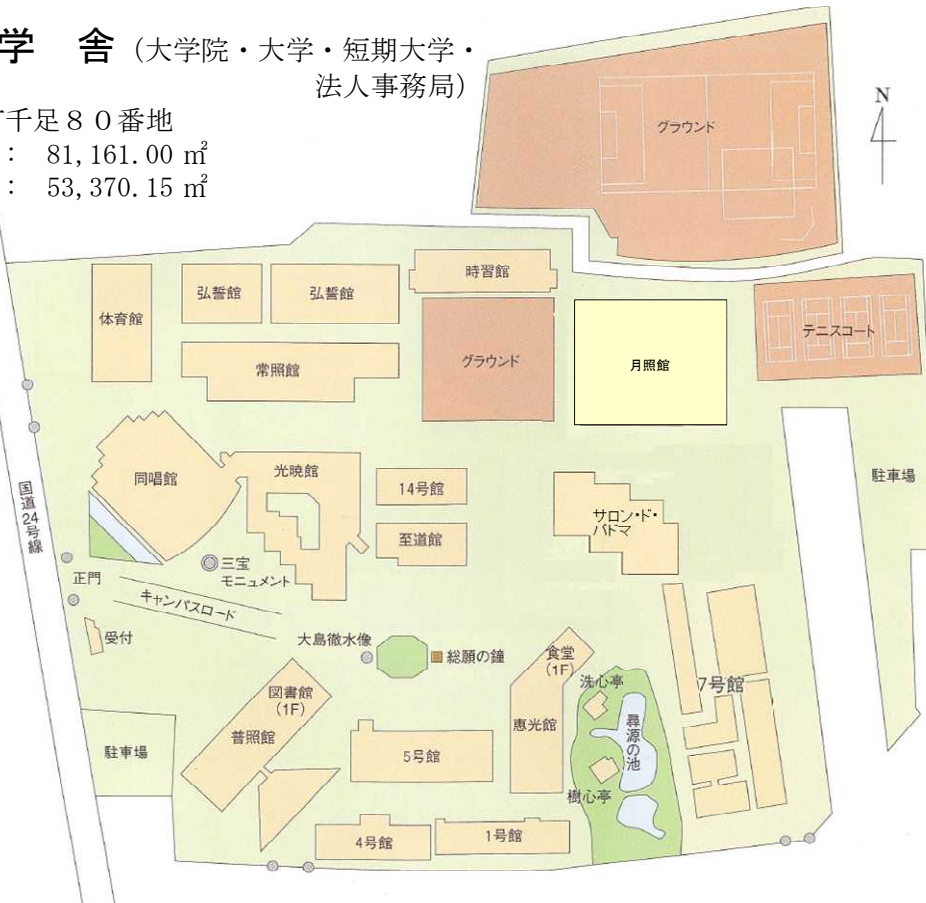 学 舎（大学院・大学・短期大学・
法人事務局）
千足８０番地
： 81,161.00 ㎡
： 53,370.15 ㎡
N
グラウンド
時習館
弘誓館
弘誓館
体育館
テニスコート
グラウンド
月照館
常照館
光暁館
同唱館
駐車場
14号館
国道24号線
サロン・ド・
パドマ
至道館
三宝
モニュメント
正門
キャンパスロード
受付
大島徹水像
総願の鐘
食堂
(1F)
洗心亭
7号館
図書館
(1F)
尋源の池
恵光館
普照館
駐車場
5号館
樹心亭
4号館
1号館